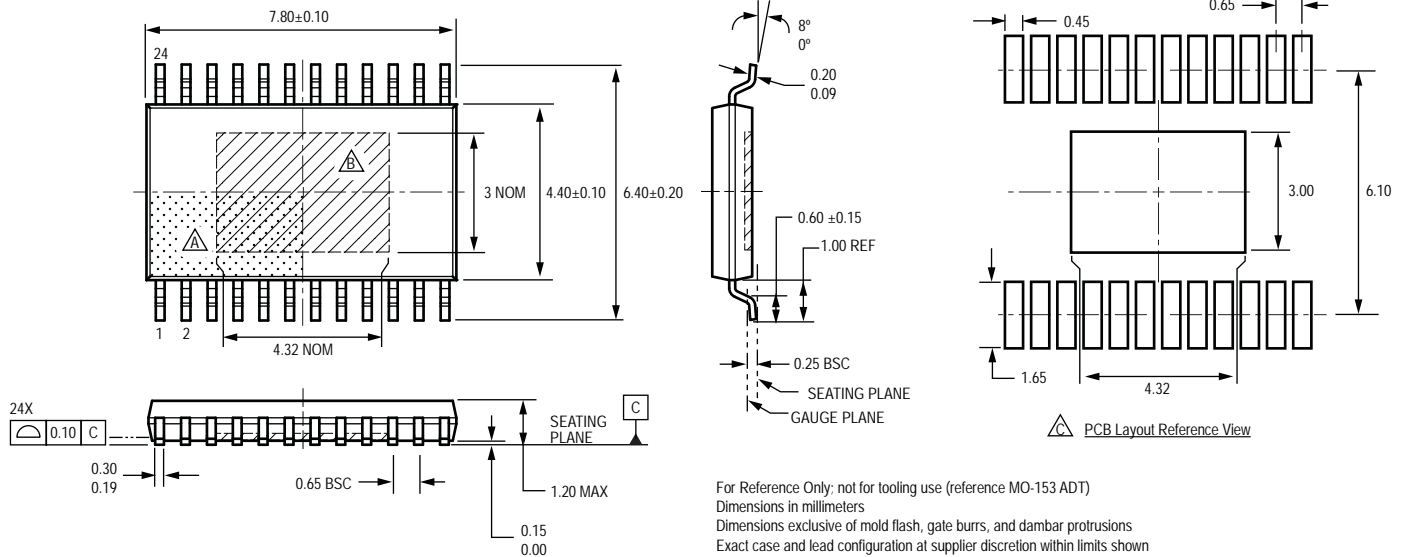 7.80±0.10
24
1 2
A
B
3 NOM
4.40±0.10
6.40±0.20
4.32 NOM
8º
0º
0.20
0.09
0.60 ±0.15
1.00 REF
0.25 BSC
SEATING PLANE
GAUGE PLANE
0.45
0.65
3.00
6.10
1.65
4.32
C PCB Layout Reference View
24X
0.10 C
0.30
0.19
0.65 BSC
SEATING
PLANE
C
1.20 MAX
0.15
0.00
For Reference Only; not for tooling use (reference MO-153 ADT)
Dimensions in millimeters
Dimensions exclusive of mold flash, gate burrs, and dambar protrusions
Exact case and lead configuration at supplier discretion within limits shown